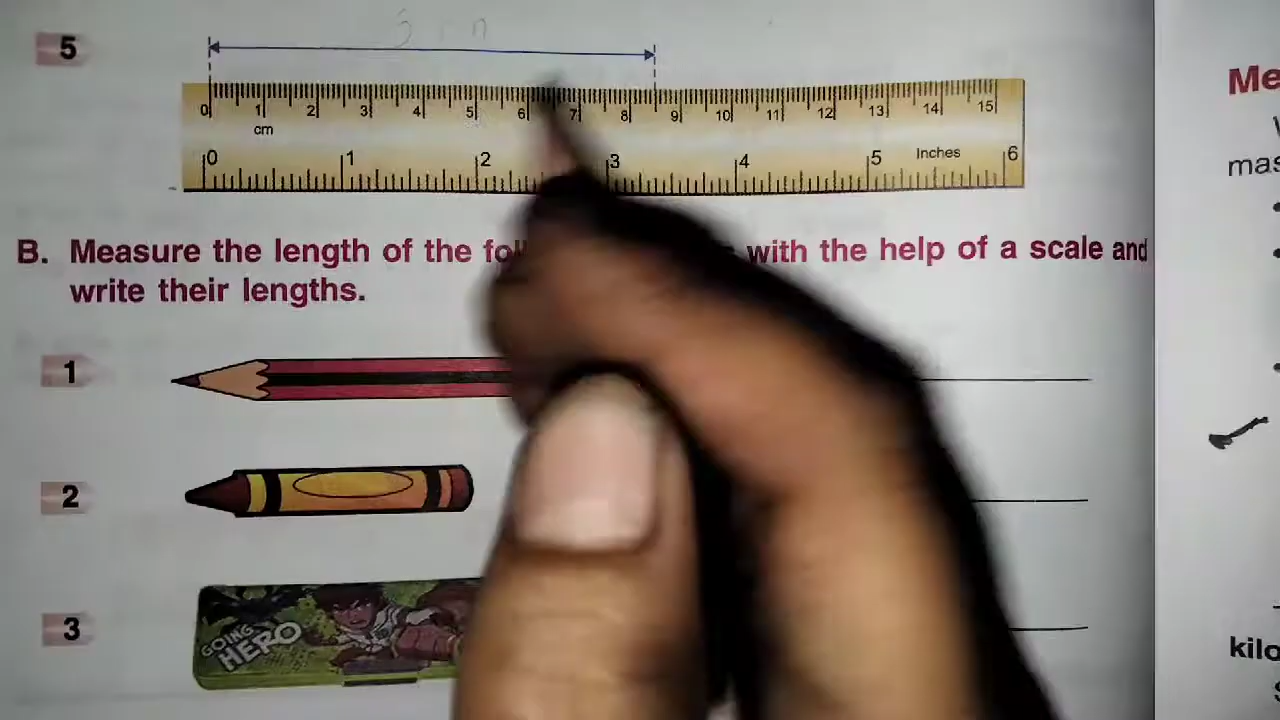 5
0 1 2 3 4 5 6 7 8 9 10 11 12 13 14 15
cm
0 1 2 3 4 5 Inches 6
B. Measure the length of the with the help of a scale and
write their lengths.
1
2
3
GOING
HERO
Me
mas
kilo